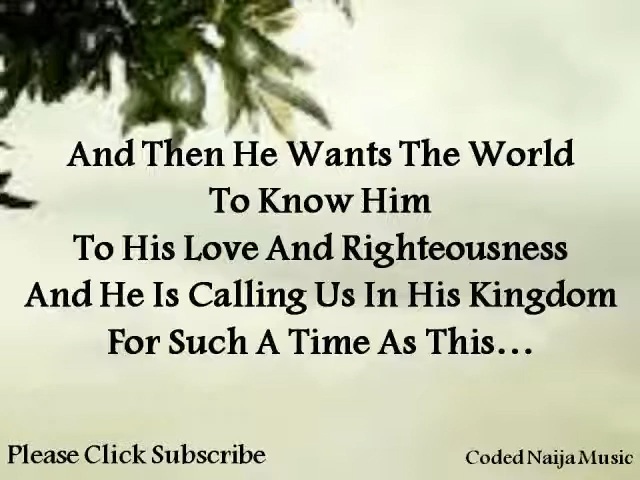 And Then He Wants The World
To Know Him
To His Love And Righteousness
And He Is Calling Us In His Kingdom
For Such A Time As This...
Please Click Subscribe
Coded Naija Music